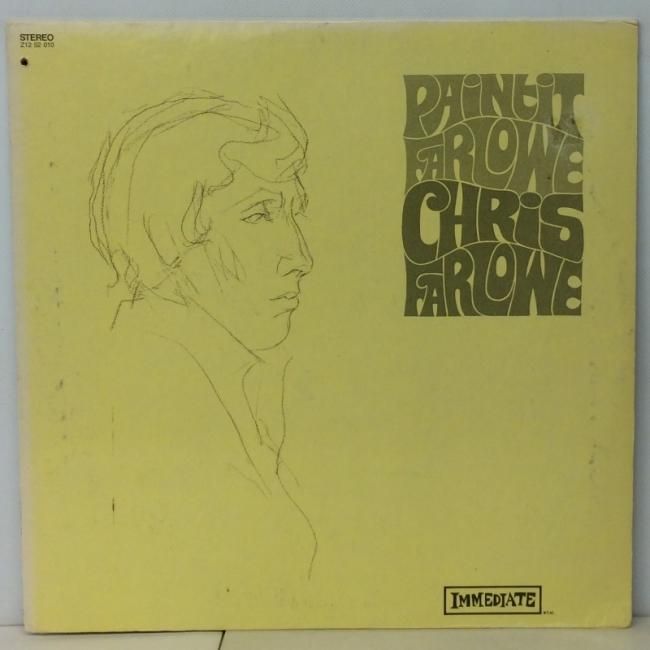 STEREO
Z12 52 010
PAiNt iT
FARLOWE
CHRiS
FARLOWE
IMMEDIATE